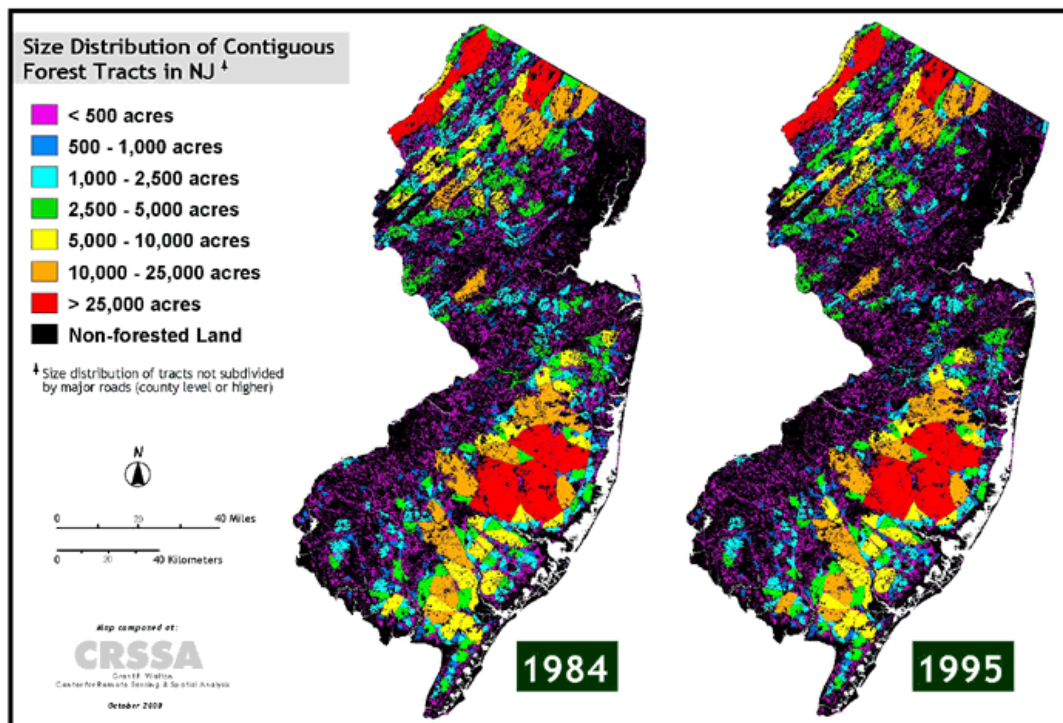 Size Distribution of Contiguous
Forest Tracts in NJ
< 500 acres
500 - 1,000 acres
1,000 - 2,500 acres
2,500 - 5,000 acres
5,000 - 10,000 acres
10,000 - 25,000 acres
> 25,000 acres
Non-forested Land
Size distribution of tracts not subdivided
by major roads (county level or higher)
N
0 20 40 Miles
0 20 40 Kilometers
Map composed at:
CRSSA
Grant F. Walton
Center for Remote Sensing & Spatial Analysis
October 2000
1984
1995